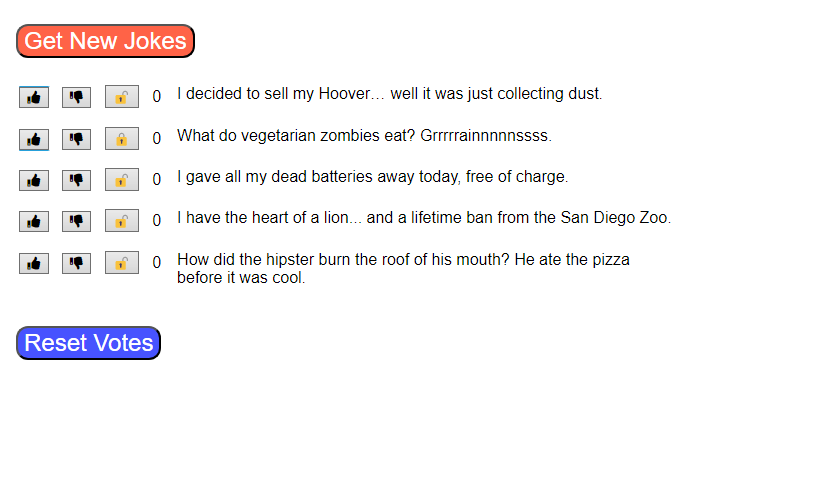 Get New Jokes
0 I decided to sell my Hoover… well it was just collecting dust.
0 What do vegetarian zombies eat? Grrrrrainnnnnssss.
0 I gave all my dead batteries away today, free of charge.
0 I have the heart of a lion... and a lifetime ban from the San Diego Zoo.
0 How did the hipster burn the roof of his mouth? He ate the pizza
before it was cool.
Reset Votes